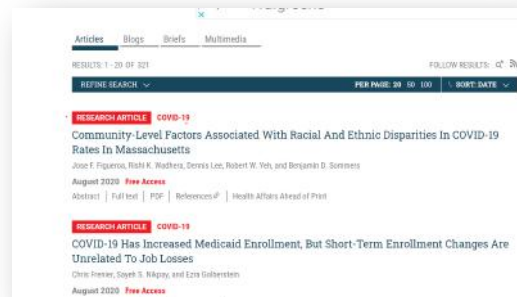 Articles Blogs Briefs Multimedia
RESULTS: 1 - 20 OF 321 FOLLOW RESULTS:
REFINE SEARCH PER PAGE: 20 50 100 SORT: DATE
RESEARCH ARTICLE COVID-19
Community-Level Factors Associated With Racial And Ethnic Disparities In COVID-19
Rates In Massachusetts
Jose F. Figueroa, Rishi K. Wadhera, Dennis Lee, Robert W. Yeh, and Benjamin D. Sommers
August 2020 Free Access
Abstract | Full text | PDF | References | Health Affairs Ahead of Print
RESEARCH ARTICLE COVID-19
COVID-19 Has Increased Medicaid Enrollment, But Short-Term Enrollment Changes Are
Unrelated To Job Losses
Chris Frenier, Sayeh S. Nikpay, and Ezra Golberstein
August 2020 Free Access